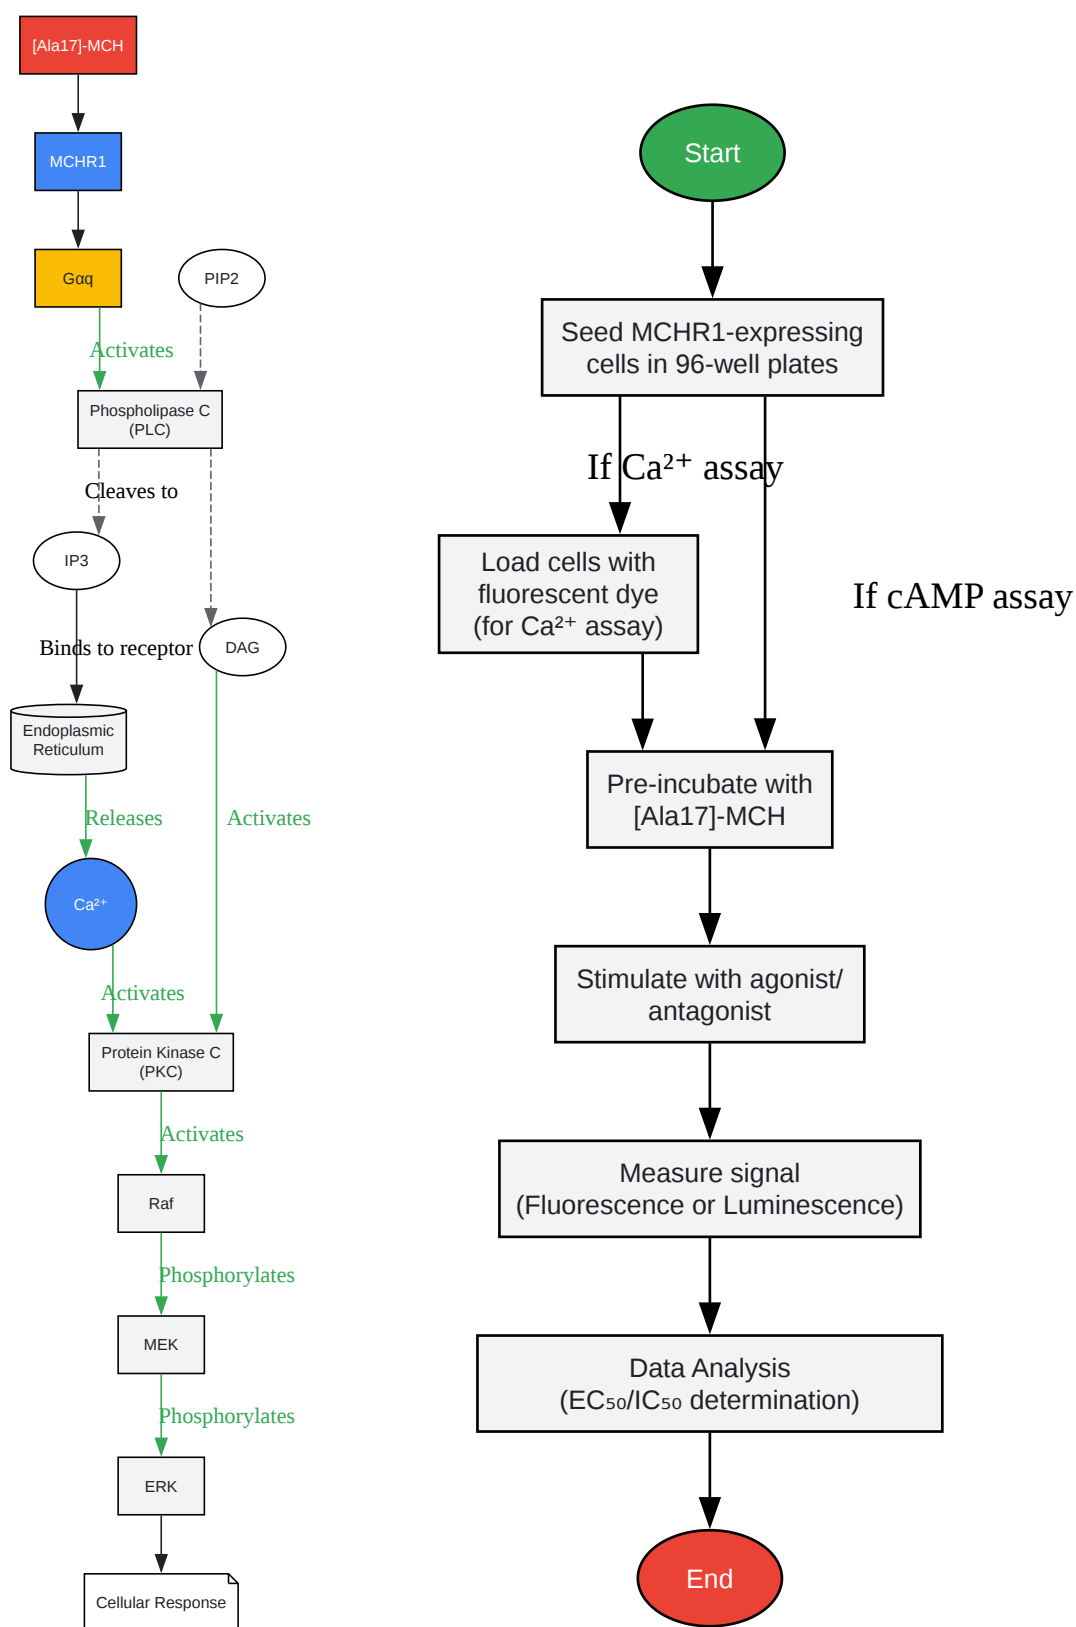 [Ala17]-MCH
MCHR1
Gαq
PIP2
Activates
Phospholipase C
(PLC)
Cleaves to
IP3
Binds to receptor
DAG
Endoplasmic
Reticulum
Releases
Activates
Ca²⁺
Activates
Protein Kinase C
(PKC)
Activates
Raf
Phosphorylates
MEK
Phosphorylates
ERK
Cellular Response
Start
Seed MCHR1-expressing
cells in 96-well plates
If Ca²⁺ assay
Load cells with
fluorescent dye
(for Ca²⁺ assay)
If cAMP assay
Pre-incubate with
[Ala17]-MCH
Stimulate with agonist/
antagonist
Measure signal
(Fluorescence or Luminescence)
Data Analysis
(EC₅₀/IC₅₀ determination)
End